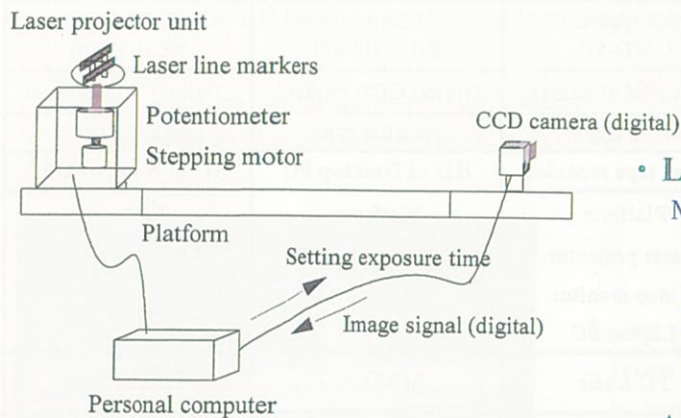 Laser projector unit
Laser line markers
Potentiometer
CCD camera (digital)
Stepping motor
Platform
Setting exposure time
Image signal (digital)
Personal computer